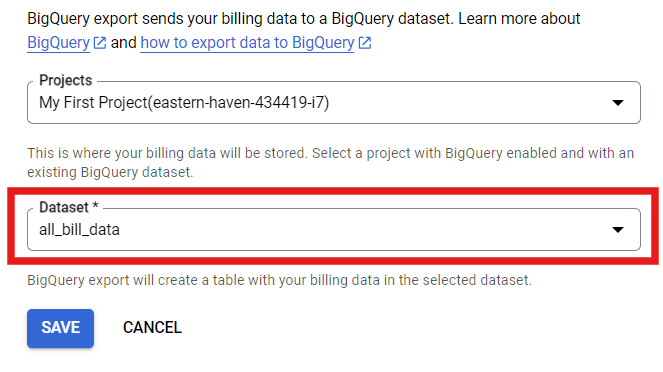 BigQuery export sends your billing data to a BigQuery dataset. Learn more about
BigQuery and how to export data to BigQuery
Projects
My First Project(eastern-haven-434419-i7)
This is where your billing data will be stored. Select a project with BigQuery enabled and with an
existing BigQuery dataset.
Dataset *
all_bill_data
BigQuery export will create a table with your billing data in the selected dataset.
SAVE CANCEL